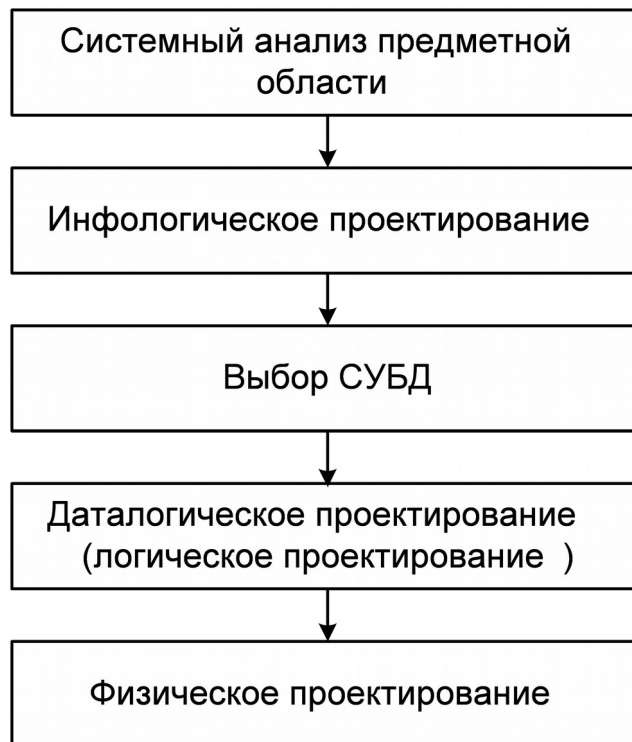 Системный анализ предметной
области
Инфологическое проектирование
Выбор СУБД
Даталогическое проектирование
(логическое проектирование )
Физическое проектирование